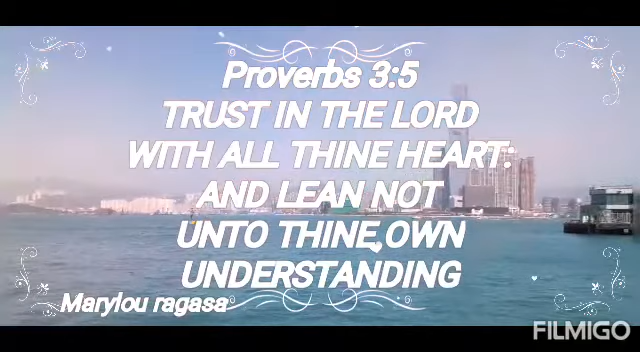 Proverbs 3:5
TRUST IN THE LORD
WITH ALL THINE HEART:
AND LEAN NOT
UNTO THINE OWN
UNDERSTANDING
Marylou ragasa
FILMIGO